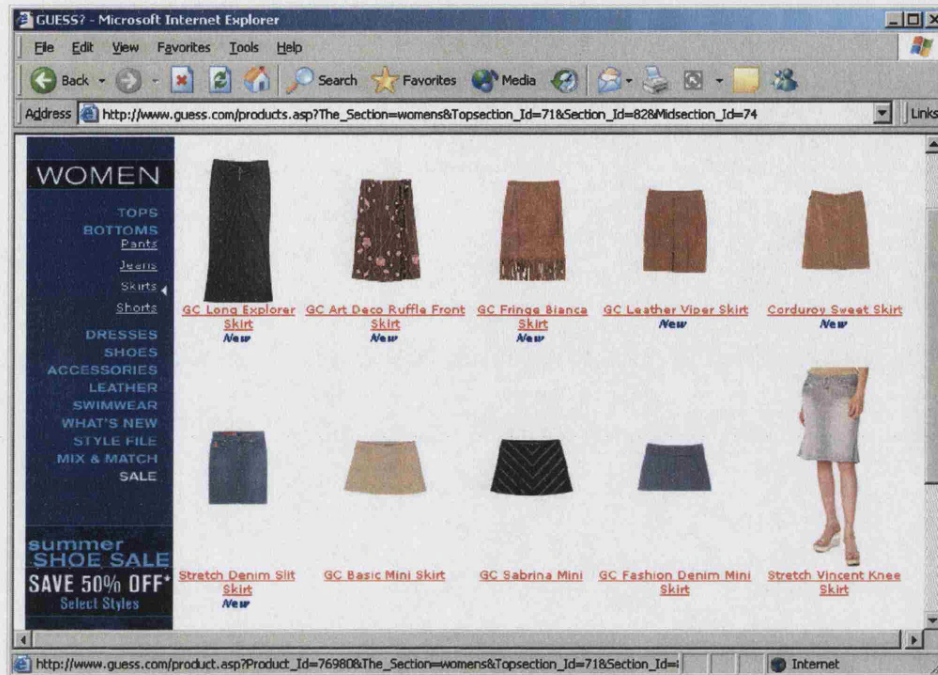 GUESS? - Microsoft Internet Explorer
File Edit View Favorites Tools Help
Back Search Favorites Media
Address http://www.guess.com/products.asp?The_Section=womens&Topsection_Id=71&Section_Id=82&Midsection_Id=74 Links
WOMEN
TOPS
BOTTOMS
Pants
Jeans
Skirts
Shorts
DRESSES
SHOES
ACCESSORIES
LEATHER
SWIMWEAR
WHAT'S NEW
STYLE FILE
MIX & MATCH
SALE
summer
SHOE SALE
SAVE 50% OFF*
Select Styles
GC Long Explorer
Skirt
New
GC Art Deco Ruffle Front
Skirt
New
GC Fringe Bianca
Skirt
New
GC Leather Viper Skirt
New
Corduroy Sweet Skirt
New
Stretch Denim Slit
Skirt
New
GC Basic Mini Skirt
GC Sabrina Mini
GC Fashion Denim Mini
Skirt
Stretch Vincent Knee
Skirt
http://www.guess.com/product.asp?Product_Id=76980&The_Section=womens&Topsection_Id=71&Section_Id= Internet